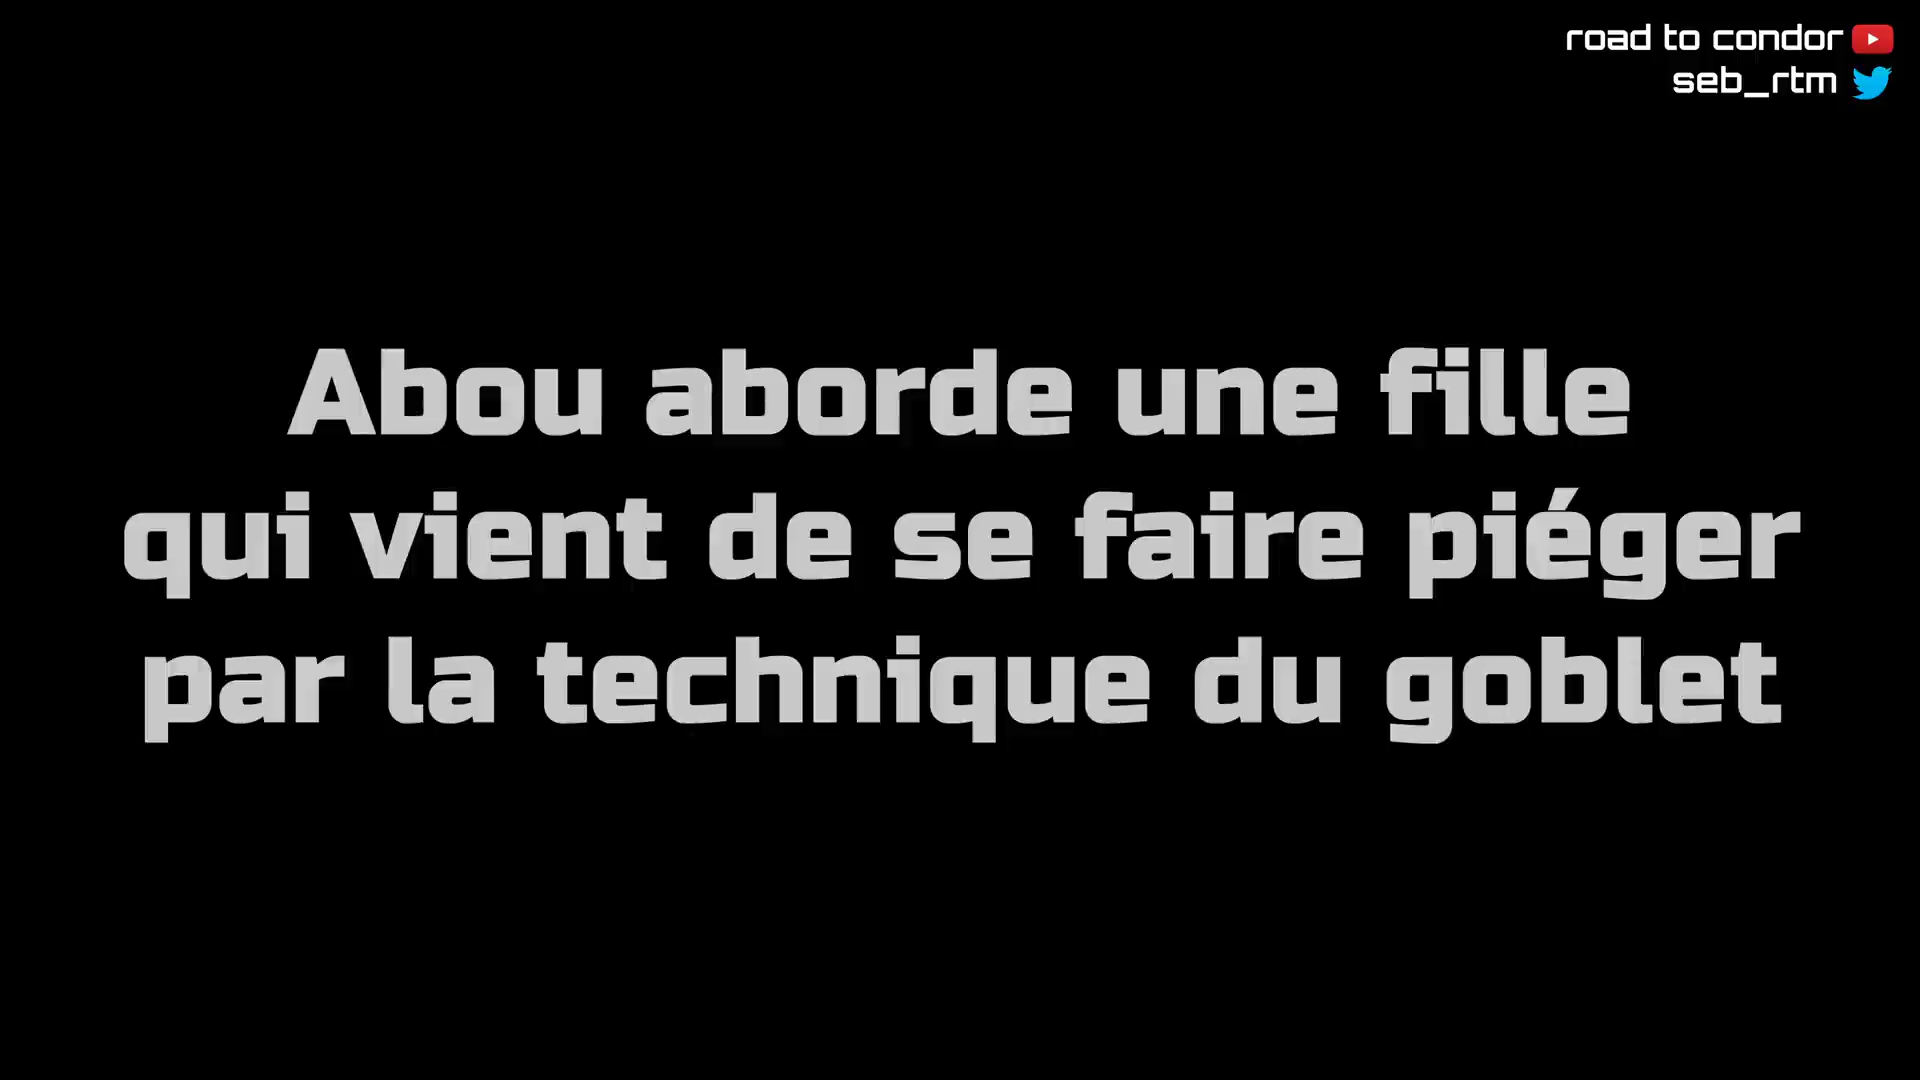 road to condor
seb_rtm
Abou aborde une fille
qui vient de se faire piéger
par la technique du goblet